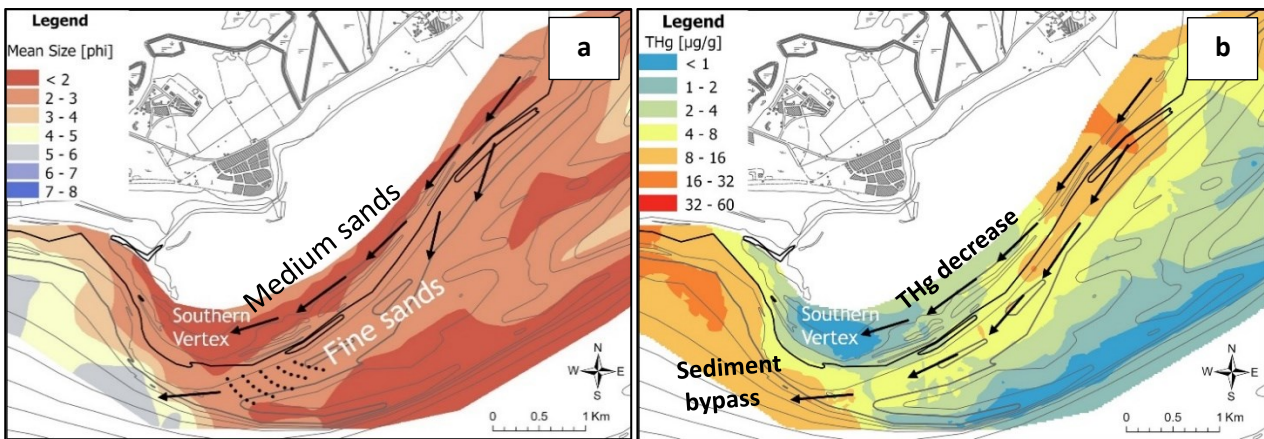 Legend
Mean Size [phi]
< 2
2 - 3
3 - 4
4 - 5
5 - 6
6 - 7
7 - 8
a
Medium sands
Fine sands
Southern
Vertex
N
W E
S
0 0.5 1 Km
Legend
THg [µg/g]
< 1
1 - 2
2 - 4
4 - 8
8 - 16
16 - 32
32 - 60
b
THg decrease
Southern
Vertex
Sediment
bypass
N
W E
S
0 0.5 1 Km